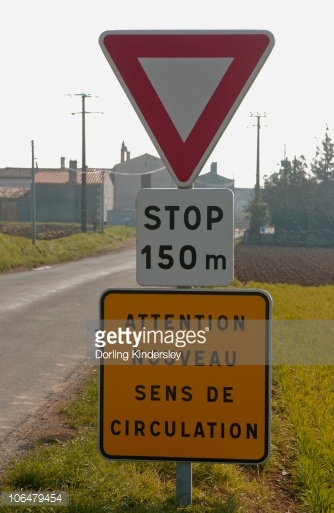 STOP
150 m
ATTENTION
gettyimages®
Dorling Kindersley
NOUVEAU
SENS DE
CIRCULATION
106479454